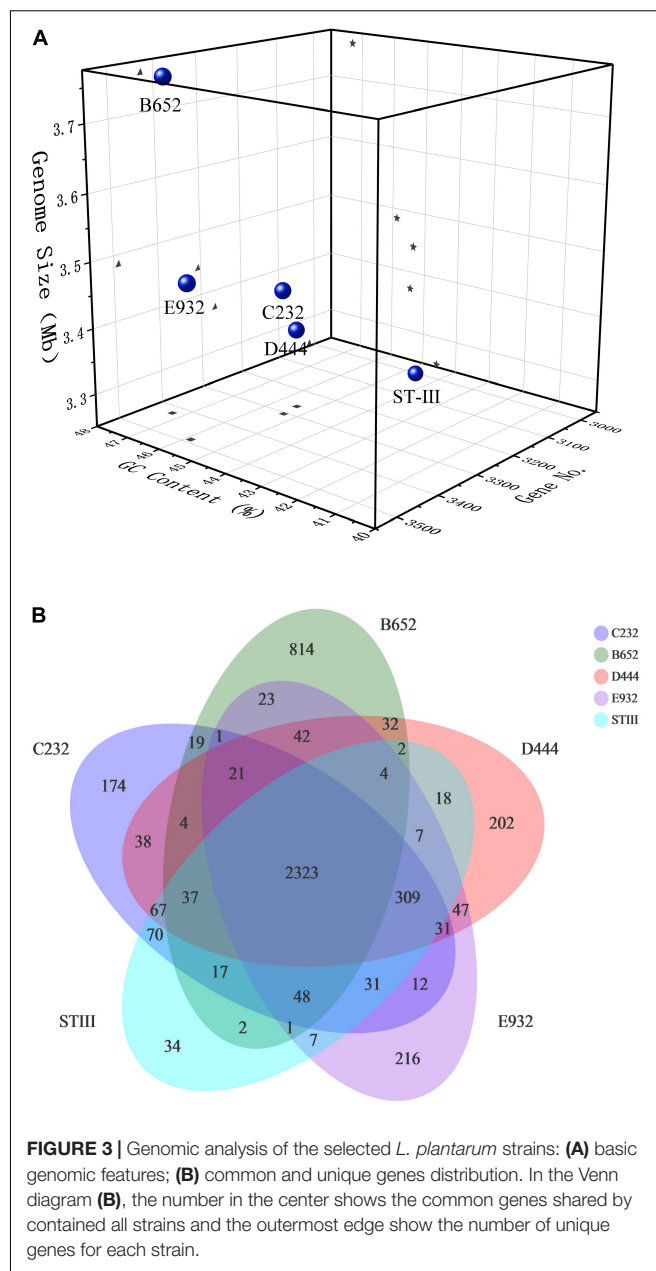 A
B652
E932
C232
D444
ST-III
Genome Size (Mb)
3.7
3.6
3.5
3.4
3.3
48
47
46
45
44
43
42
41
40
GC Content (%)
3000
3100
3200
3300
3400
3500
Gene No.
B
B652
C232
B652
D444
E932
STIII
814
23
32
C232
19
1
42
2
D444
174
21
4
18
202
38
4
7
2323
67
37
309
47
70
31
17
48
31
12
STIII
2
1
7
E932
34
216
FIGURE 3 | Genomic analysis of the selected L. plantarum strains: (A) basic
genomic features; (B) common and unique genes distribution. In the Venn
diagram (B), the number in the center shows the common genes shared by
contained all strains and the outermost edge show the number of unique
genes for each strain.